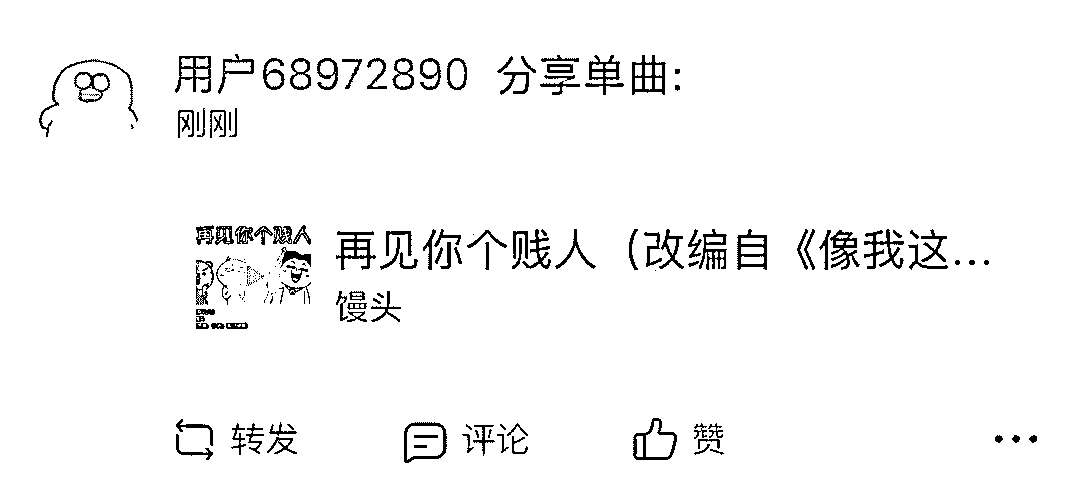 用户68972890 分享单曲:
刚刚
再见你个贱人
再见你个贱人（改编自《像我这...
馒头
转发 评论 赞